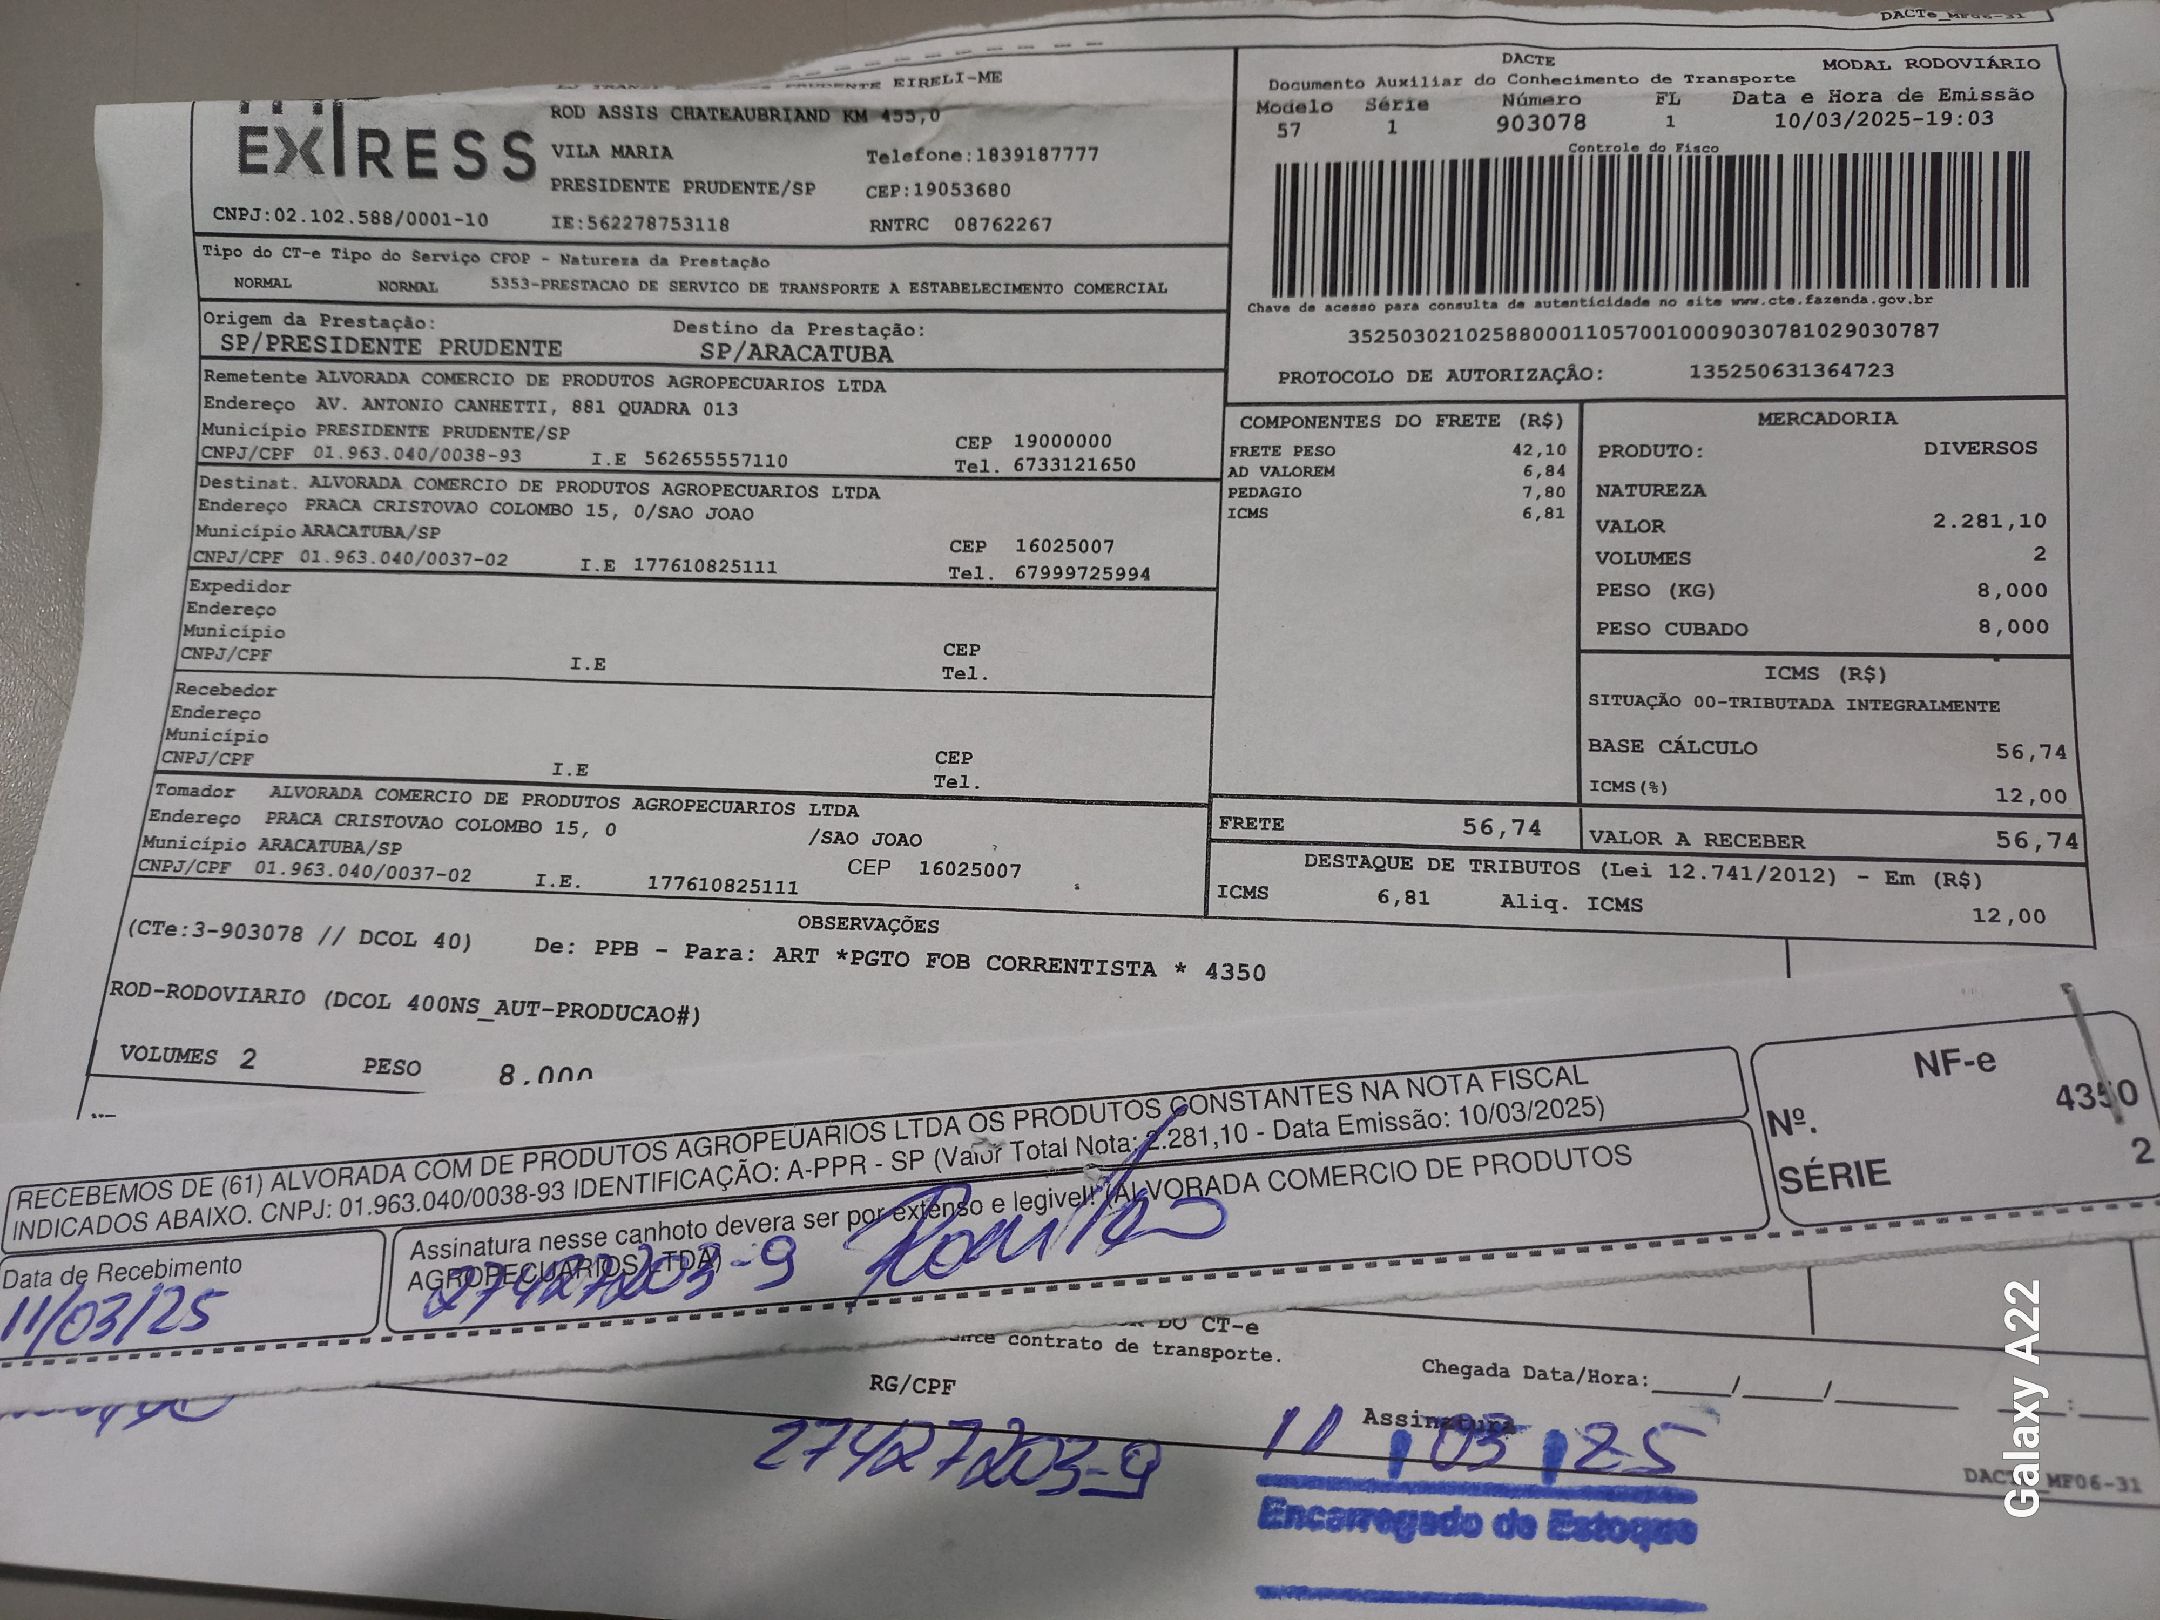 DACTe_MF06-31
PRUDENTE EIRELI-ME
EXPRESS
ROD ASSIS CHATEAUBRIAND KM 455,0
VILA MARIA Telefone:1839187777
PRESIDENTE PRUDENTE/SP CEP:19053680
CNPJ:02.102.588/0001-10 IE:562278753118 RNTRC 08762267
DACTE MODAL RODOVIÁRIO
Documento Auxiliar do Conhecimento de Transporte
Modelo Série Número FL Data e Hora de Emissão
57 1 903078 1 10/03/2025-19:03
Controle do Fisco
Chave de acesso para consulta de autenticidade no site www.cte.fazenda.gov.br
35250302102588000110570010009030781029030787
PROTOCOLO DE AUTORIZAÇÃO: 135250631364723
Tipo do CT-e Tipo do Serviço CFOP - Natureza da Prestação
NORMAL NORMAL 5353-PRESTACAO DE SERVICO DE TRANSPORTE A ESTABELECIMENTO COMERCIAL
Origem da Prestação: Destino da Prestação:
SP/PRESIDENTE PRUDENTE SP/ARACATUBA
Remetente ALVORADA COMERCIO DE PRODUTOS AGROPECUARIOS LTDA
Endereço AV. ANTONIO CANHETTI, 881 QUADRA 013
Município PRESIDENTE PRUDENTE/SP CEP 19000000
CNPJ/CPF 01.963.040/0038-93 I.E 562655557110 Tel. 6733121650
Destinat. ALVORADA COMERCIO DE PRODUTOS AGROPECUARIOS LTDA
Endereço PRACA CRISTOVAO COLOMBO 15, 0/SAO JOAO
Município ARACATUBA/SP CEP 16025007
CNPJ/CPF 01.963.040/0037-02 I.E 177610825111 Tel. 67999725994
Expedidor
Endereço
Município CEP
CNPJ/CPF I.E Tel.
Recebedor
Endereço
Município CEP
CNPJ/CPF I.E Tel.
Tomador ALVORADA COMERCIO DE PRODUTOS AGROPECUARIOS LTDA
Endereço PRACA CRISTOVAO COLOMBO 15, 0 /SAO JOAO
Município ARACATUBA/SP CEP 16025007
CNPJ/CPF 01.963.040/0037-02 I.E. 177610825111
COMPONENTES DO FRETE (R$)
FRETE PESO 42,10
AD VALOREM 6,84
PEDAGIO 7,80
ICMS 6,81
MERCADORIA
PRODUTO: DIVERSOS
NATUREZA
VALOR 2.281,10
VOLUMES 2
PESO (KG) 8,000
PESO CUBADO 8,000
ICMS (R$)
SITUAÇÃO 00-TRIBUTADA INTEGRALMENTE
BASE CÁLCULO 56,74
ICMS(%) 12,00
FRETE 56,74 VALOR A RECEBER 56,74
DESTAQUE DE TRIBUTOS (Lei 12.741/2012) - Em (R$)
ICMS 6,81 Aliq. ICMS 12,00
OBSERVAÇÕES
(CTe:3-903078 // DCOL 40) De: PPB - Para: ART *PGTO FOB CORRENTISTA * 4350
ROD-RODOVIARIO (DCOL 400NS_AUT-PRODUCAO#)
VOLUMES 2 PESO 8.000
RECEBEMOS DE (61) ALVORADA COM DE PRODUTOS AGROPEUARIOS LTDA OS PRODUTOS CONSTANTES NA NOTA FISCAL
INDICADOS ABAIXO. CNPJ: 01.963.040/0038-93 IDENTIFICAÇÃO: A-PPR - SP (Valor Total Nota: 2.281,10 - Data Emissão: 10/03/2025)
NF-e
Nº. 4350
SÉRIE 2
Data de Recebimento
11/03/25
Assinatura nesse canhoto devera ser por extenso e legivel! (ALVORADA COMERCIO DE PRODUTOS
AGROPECUARIOS LTDA)
27427203-9
DO CT-e
contrato de transporte.
RG/CPF
Chegada Data/Hora: / / :
Assinatura
27427203-9
11 / 03 / 25
Encarregado de Estoque
DACTE_MF06-31
Galaxy A22